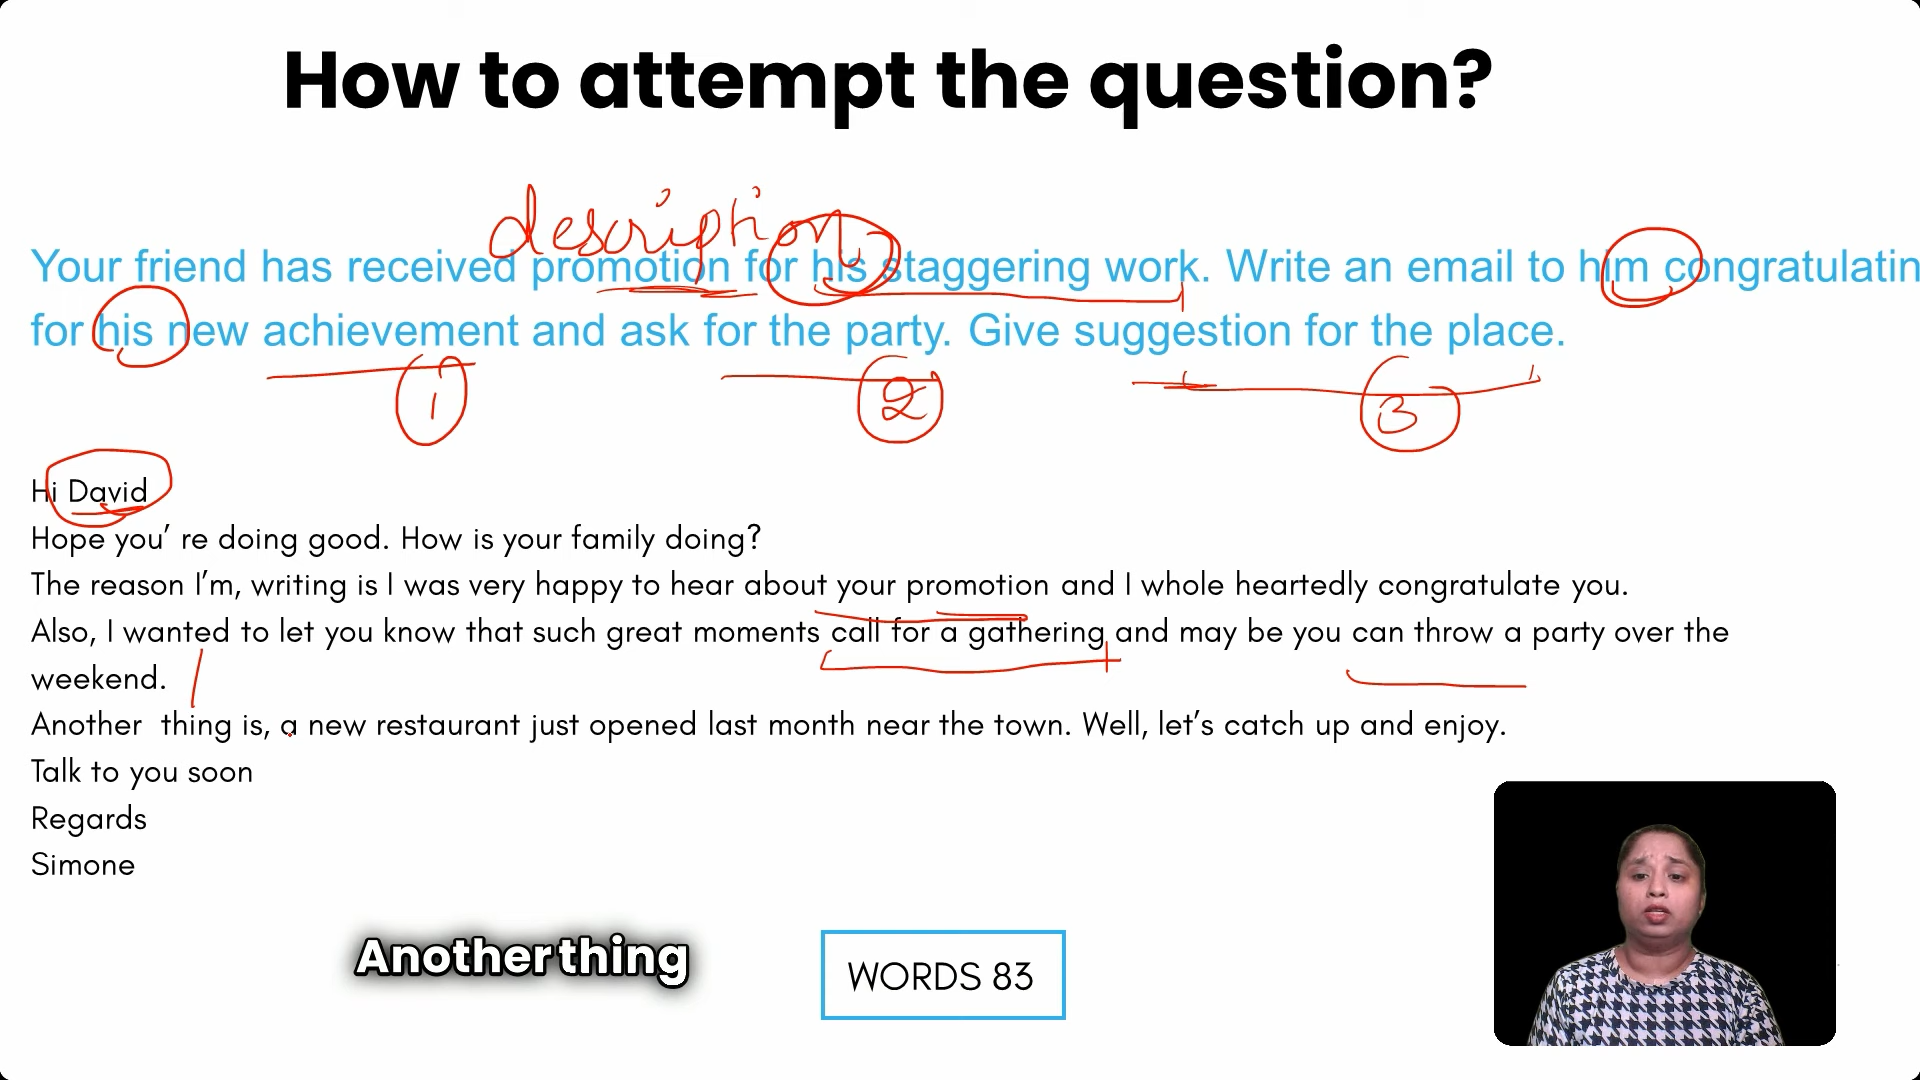 How to attempt the question?
description
Your friend has received promotion for his staggering work. Write an email to him congratulatin
for his new achievement and ask for the party. Give suggestion for the place.
1 2 3
Hi David
Hope you’ re doing good. How is your family doing?
The reason I’m, writing is I was very happy to hear about your promotion and I whole heartedly congratulate you.
Also, I wanted to let you know that such great moments call for a gathering and may be you can throw a party over the
weekend.
Another thing is, a new restaurant just opened last month near the town. Well, let’s catch up and enjoy.
Talk to you soon
Regards
Simone
Another thing
WORDS 83